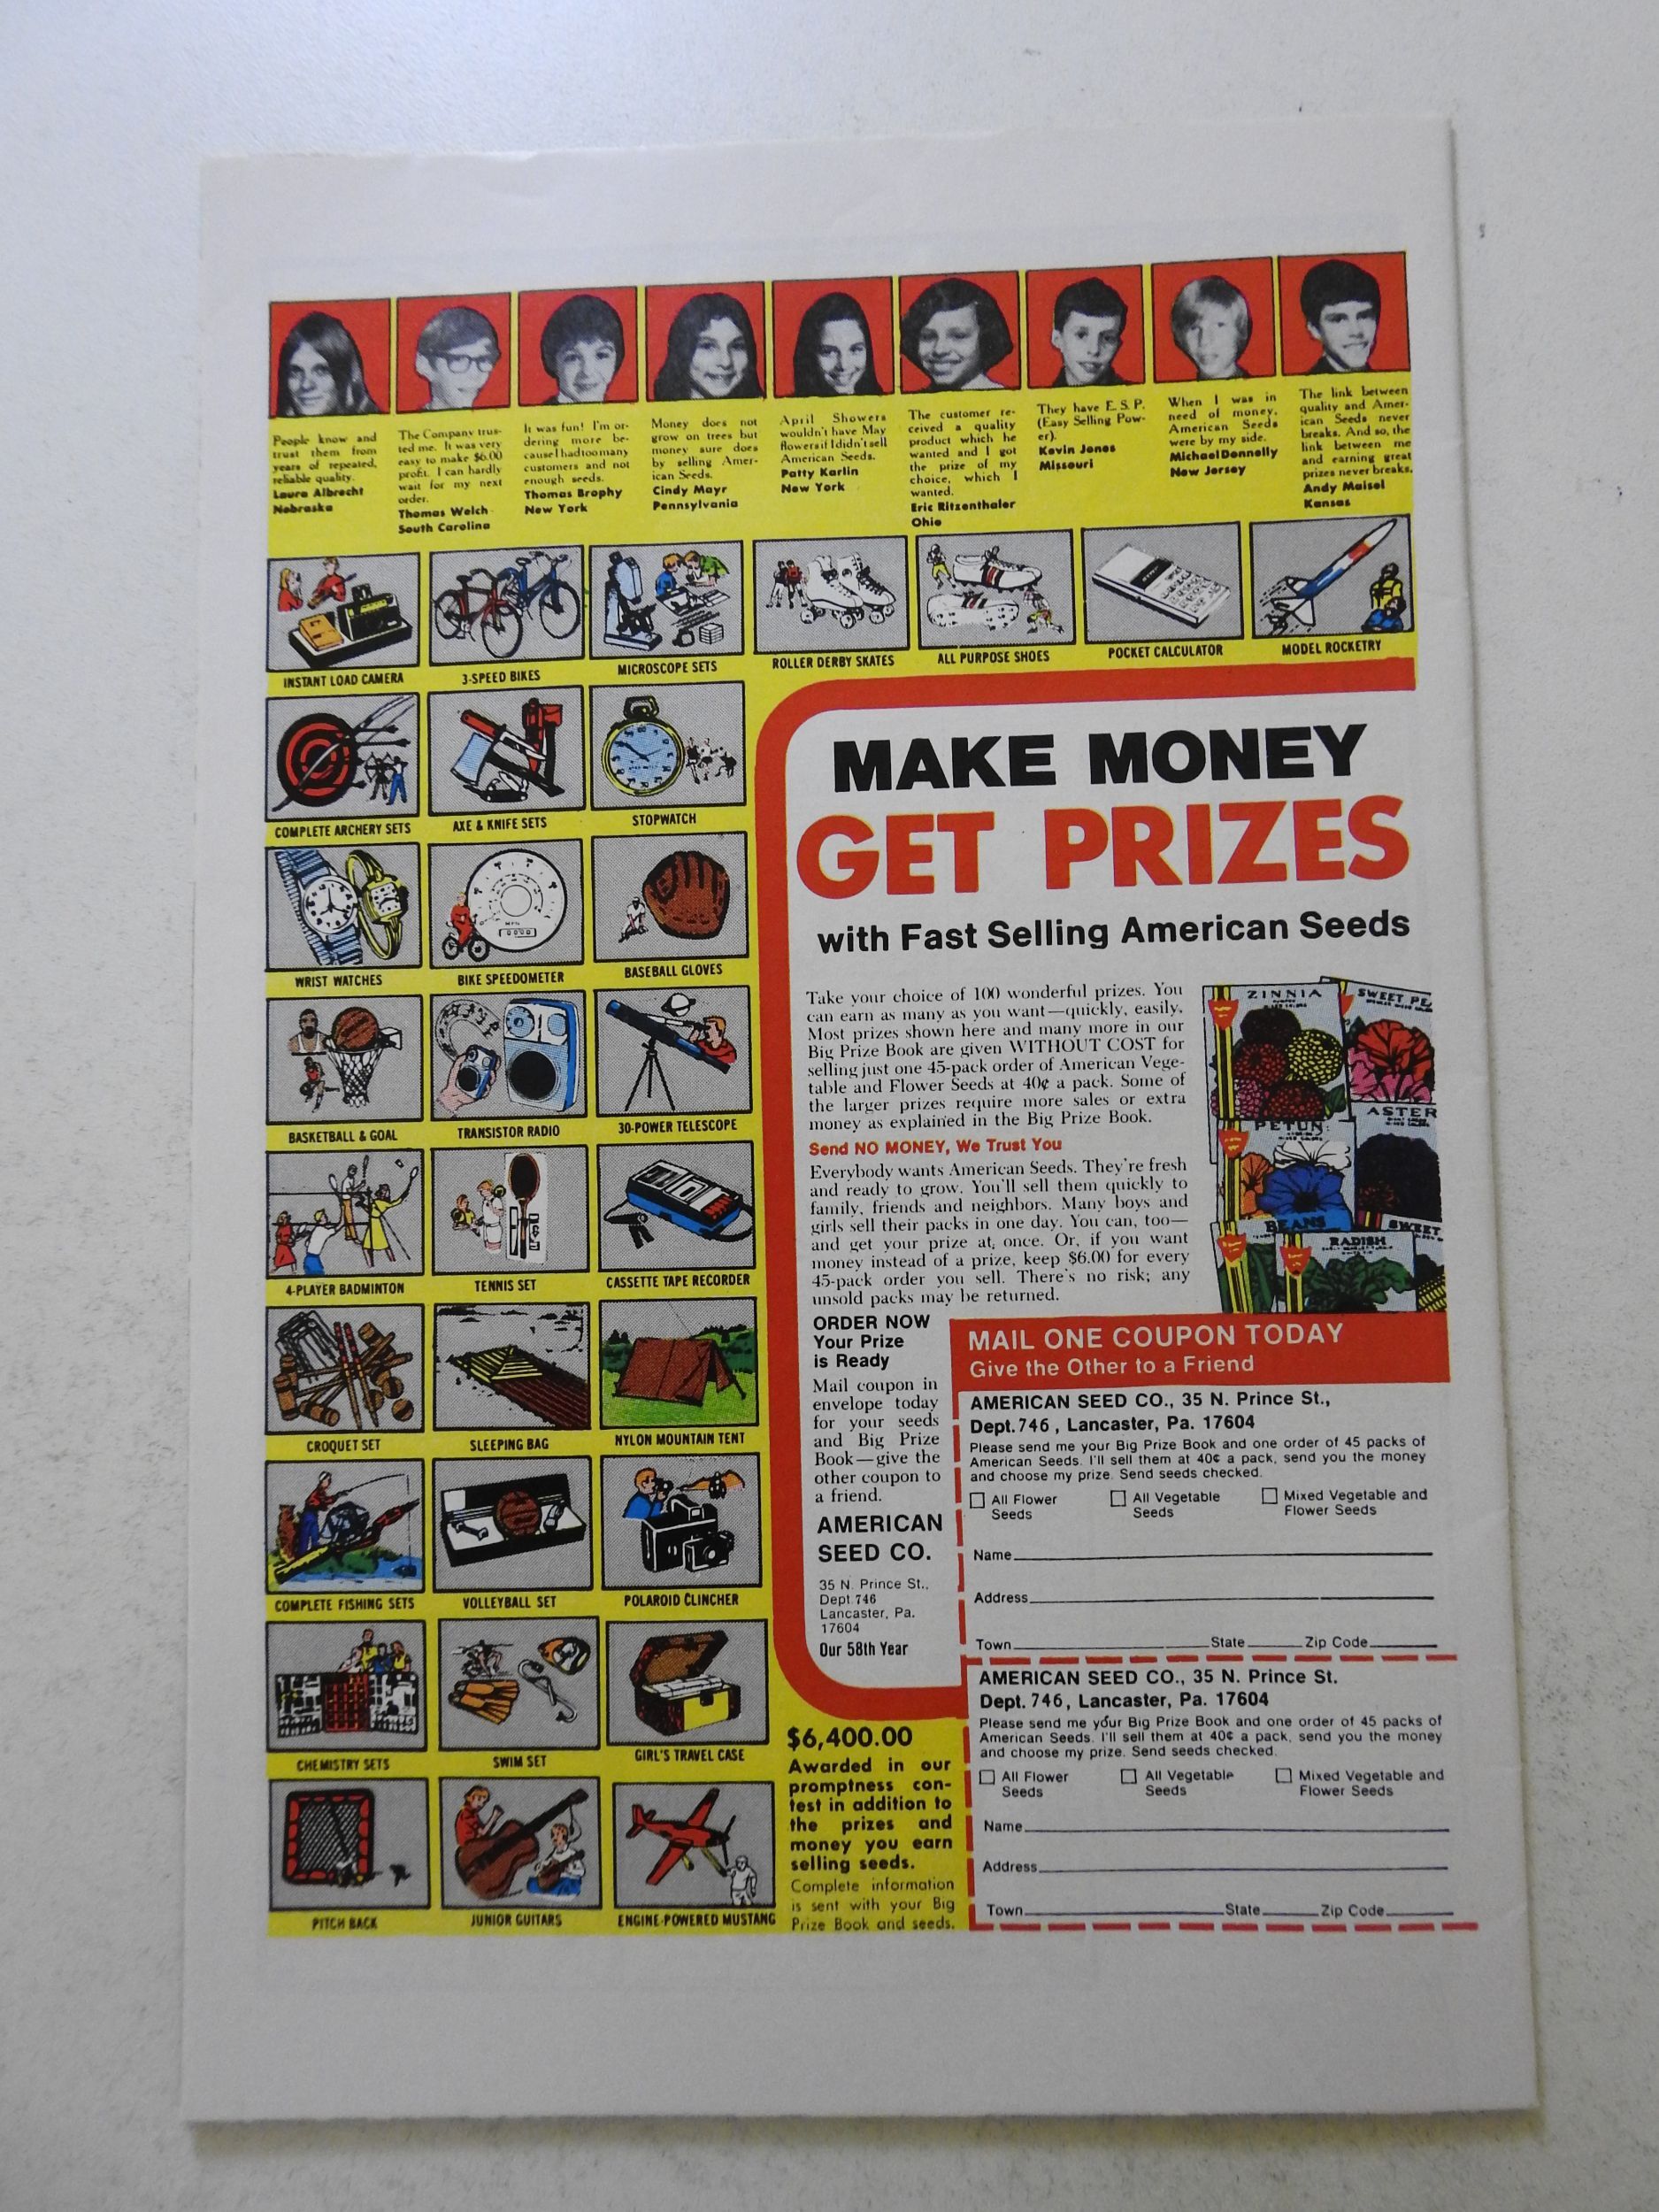 People know and
trust them from
years of repeated,
reliable quality.
Laura Albrecht
Nebraska
The Company trus-
ted me. It was very
easy to make $6.00
profit. I can hardly
wait for my next
order.
Thomas Welch
South Carolina
It was fun! I'm or-
dering more be-
cause I had too many
customers and not
enough seeds.
Thomas Brophy
New York
Money does not
grow on trees but
money sure does
by selling Amer-
ican Seeds.
Cindy Mayr
Pennsylvania
April Showers
wouldn't have May
flowers if I didn't sell
American Seeds.
Patty Karlin
New York
The customer re-
ceived a quality
product which he
wanted and I got
the prize of my
choice, which I
wanted.
Eric Ritzenthaler
Ohio
They have E.S.P.
(Easy Selling Pow-
er).
Kevin Jones
Missouri
When I was in
need of money,
American Seeds
were by my side.
Michael Donnelly
New Jersey
The link between
quality and Amer-
ican Seeds never
breaks. And so, the
link between me
and earning great
prizes never breaks.
Andy Maisel
Kansas
INSTANT LOAD CAMERA
3-SPEED BIKES
MICROSCOPE SETS
ROLLER DERBY SKATES
ALL PURPOSE SHOES
POCKET CALCULATOR
MODEL ROCKETRY
COMPLETE ARCHERY SETS
AXE & KNIFE SETS
STOPWATCH
WRIST WATCHES
BIKE SPEEDOMETER
BASEBALL GLOVES
BASKETBALL & GOAL
TRANSISTOR RADIO
30-POWER TELESCOPE
4-PLAYER BADMINTON
TENNIS SET
CASSETTE TAPE RECORDER
CROQUET SET
SLEEPING BAG
NYLON MOUNTAIN TENT
COMPLETE FISHING SETS
VOLLEYBALL SET
POLAROID CLINCHER
CHEMISTRY SETS
SWIM SET
GIRL'S TRAVEL CASE
PITCH BACK
JUNIOR GUITARS
ENGINE-POWERED MUSTANG
MAKE MONEY
GET PRIZES
with Fast Selling American Seeds
Take your choice of 100 wonderful prizes. You
can earn as many as you want—quickly, easily.
Most prizes shown here and many more in our
Big Prize Book are given WITHOUT COST for
selling just one 45-pack order of American Vege-
table and Flower Seeds at 40¢ a pack. Some of
the larger prizes require more sales or extra
money as explained in the Big Prize Book.
Send NO MONEY, We Trust You
Everybody wants American Seeds. They're fresh
and ready to grow. You'll sell them quickly to
family, friends and neighbors. Many boys and
girls sell their packs in one day. You can, too—
and get your prize at once. Or, if you want
money instead of a prize, keep $6.00 for every
45-pack order you sell. There's no risk; any
unsold packs may be returned.
ZINNIA
SWEET PE
ASTER
PETUN
BEANS
SWEET
RADISH
ORDER NOW
Your Prize
is Ready
Mail coupon in
envelope today
for your seeds
and Big Prize
Book—give the
other coupon to
a friend.
AMERICAN
SEED CO.
35 N. Prince St.,
Dept. 746
Lancaster, Pa.
17604
Our 58th Year
$6,400.00
Awarded in our
promptness con-
test in addition to
the prizes and
money you earn
selling seeds.
Complete information
is sent with your Big
Prize Book and seeds.
MAIL ONE COUPON TODAY
Give the Other to a Friend
AMERICAN SEED CO., 35 N. Prince St.,
Dept. 746, Lancaster, Pa. 17604
Please send me your Big Prize Book and one order of 45 packs of
American Seeds. I'll sell them at 40¢ a pack, send you the money
and choose my prize. Send seeds checked.
All Flower Seeds
All Vegetable Seeds
Mixed Vegetable and Flower Seeds
Name
Address
Town State Zip Code
AMERICAN SEED CO., 35 N. Prince St.
Dept. 746, Lancaster, Pa. 17604
Please send me your Big Prize Book and one order of 45 packs of
American Seeds. I'll sell them at 40¢ a pack, send you the money
and choose my prize. Send seeds checked.
All Flower Seeds
All Vegetable Seeds
Mixed Vegetable and Flower Seeds
Name
Address
Town State Zip Code